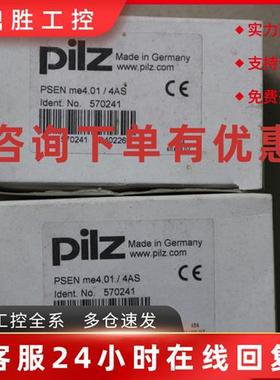 鼎胜工控
实力
支持
免费
pilz
Made in Germany
www.pilz.com
PSEN me4.01 / 4AS
Ident. No. 570241
CE
咨询下单有优惠
pilz
Made in Germany
www.pilz.com
PSEN me4.01 / 4AS
Ident. No. 570241
CE
工控全系 多仓速发
客服24小时在线回复